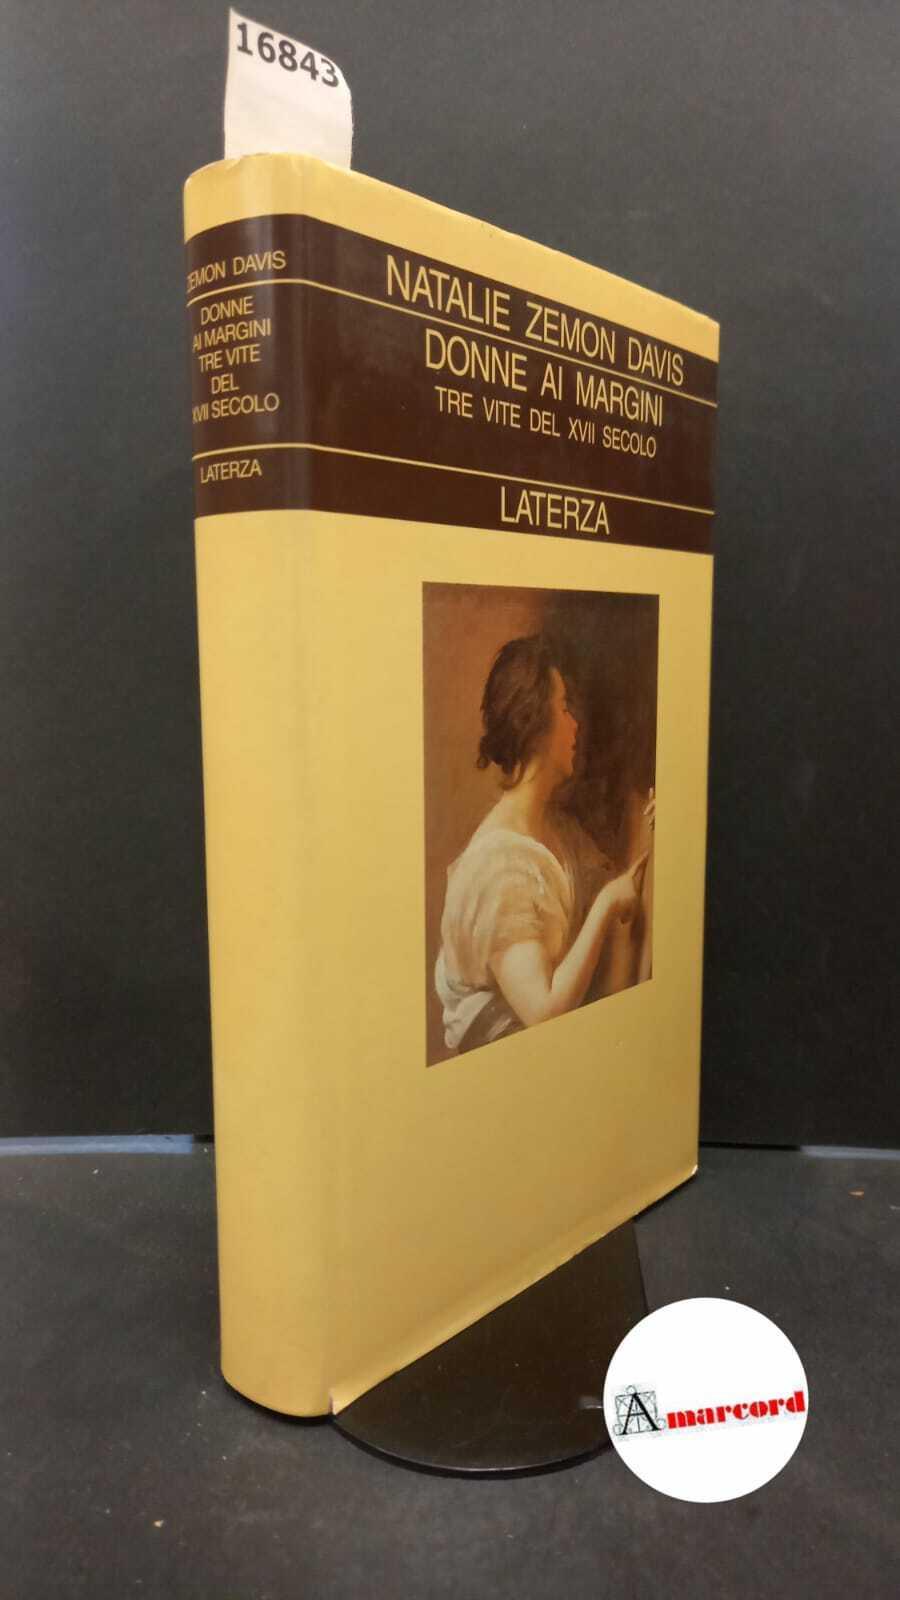 16843
ZEMON DAVIS
DONNE
AI MARGINI
TRE VITE
DEL
XVII SECOLO
LATERZA
NATALIE ZEMON DAVIS
DONNE AI MARGINI
TRE VITE DEL XVII SECOLO
LATERZA
Amarcord